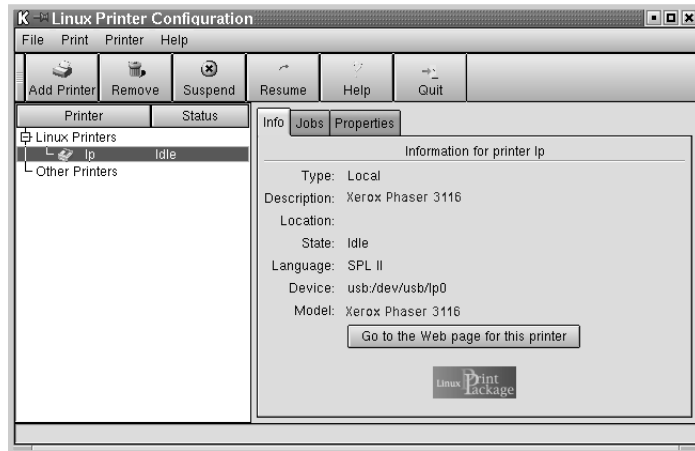 K Linux Printer Configuration
File Print Printer Help
Add Printer Remove Suspend Resume Help Quit
Printer Status
Info Jobs Properties
Linux Printers
lp Idle
Other Printers
Information for printer lp
Type: Local
Description: Xerox Phaser 3116
Location:
State: Idle
Language: SPL II
Device: usb:/dev/usb/lp0
Model: Xerox Phaser 3116
Go to the Web page for this printer
Linux Print Package